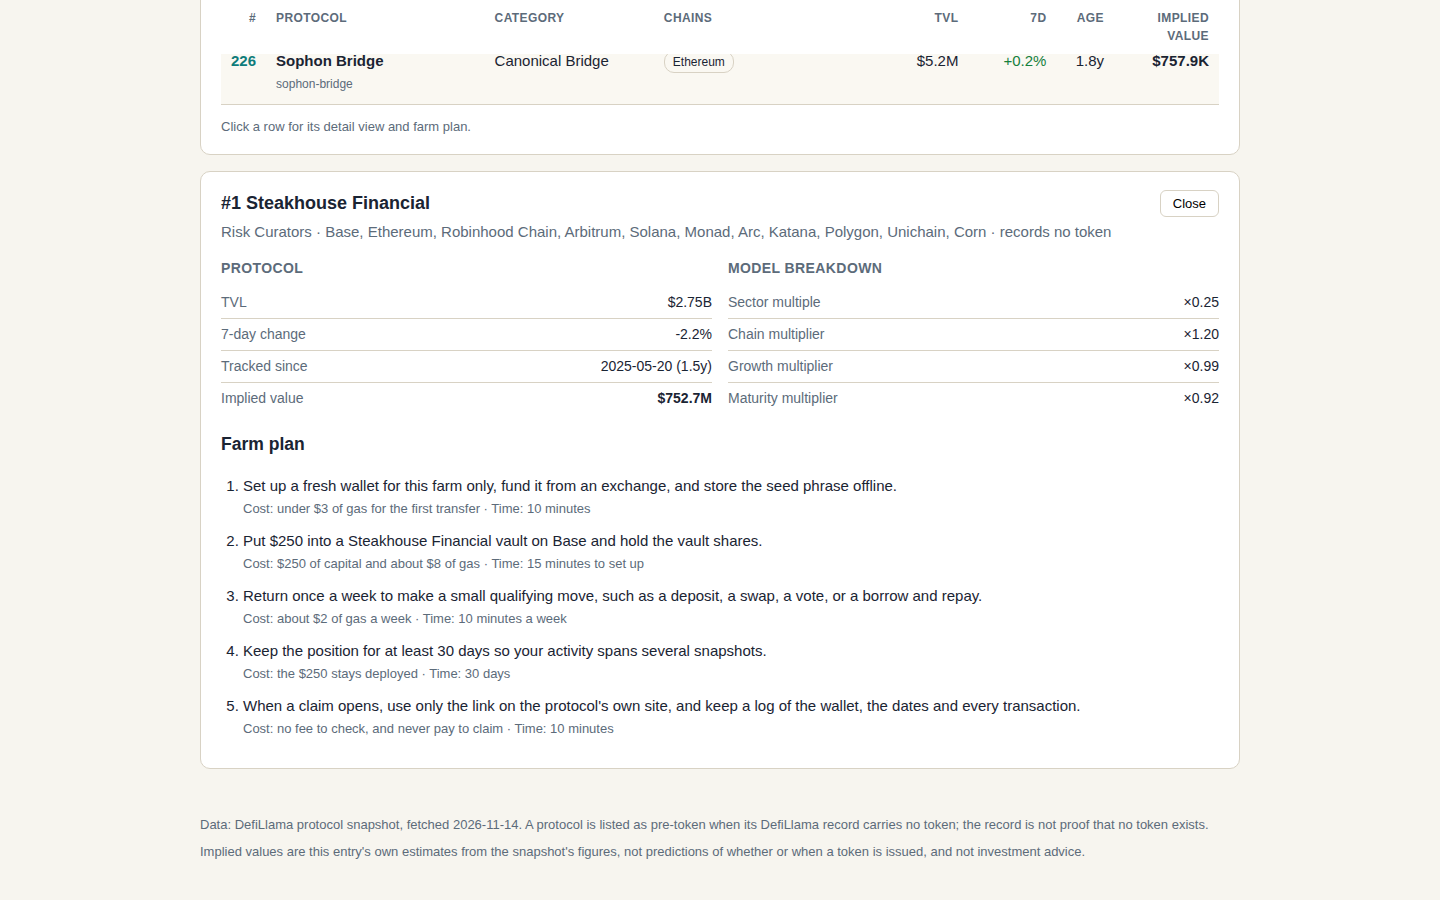 # PROTOCOL CATEGORY CHAINS TVL 7D AGE IMPLIED VALUE
226 Sophon Bridge Canonical Bridge Ethereum $5.2M +0.2% 1.8y $757.9K
sophon-bridge
Click a row for its detail view and farm plan.
#1 Steakhouse Financial Close
Risk Curators · Base, Ethereum, Robinhood Chain, Arbitrum, Solana, Monad, Arc, Katana, Polygon, Unichain, Corn · records no token
PROTOCOL
TVL $2.75B
7-day change -2.2%
Tracked since 2025-05-20 (1.5y)
Implied value $752.7M
MODEL BREAKDOWN
Sector multiple ×0.25
Chain multiplier ×1.20
Growth multiplier ×0.99
Maturity multiplier ×0.92
Farm plan
1. Set up a fresh wallet for this farm only, fund it from an exchange, and store the seed phrase offline.
Cost: under $3 of gas for the first transfer · Time: 10 minutes
2. Put $250 into a Steakhouse Financial vault on Base and hold the vault shares.
Cost: $250 of capital and about $8 of gas · Time: 15 minutes to set up
3. Return once a week to make a small qualifying move, such as a deposit, a swap, a vote, or a borrow and repay.
Cost: about $2 of gas a week · Time: 10 minutes a week
4. Keep the position for at least 30 days so your activity spans several snapshots.
Cost: the $250 stays deployed · Time: 30 days
5. When a claim opens, use only the link on the protocol's own site, and keep a log of the wallet, the dates and every transaction.
Cost: no fee to check, and never pay to claim · Time: 10 minutes
Data: DefiLlama protocol snapshot, fetched 2026-11-14. A protocol is listed as pre-token when its DefiLlama record carries no token; the record is not proof that no token exists.
Implied values are this entry's own estimates from the snapshot's figures, not predictions of whether or when a token is issued, and not investment advice.